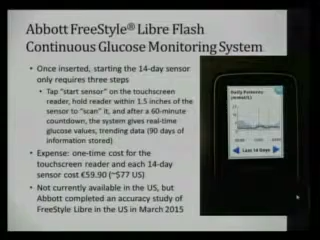 Abbott FreeStyle® Libre Flash
Continuous Glucose Monitoring System
• Once inserted, starting the 14-day sensor
only requires three steps
• Tap “start sensor” on the touchscreen
reader, hold reader within 1.5 inches of the
sensor to “scan” it, and after a 60-minute
countdown, the system gives real-time
glucose values, trending data (90 days of
information stored)
• Expense: one-time cost for the
touchscreen reader and each 14-day
sensor cost €59.90 (~$77 US)
• Not currently available in the US, but
Abbott completed an accuracy study of
FreeStyle Libre in the US in March 2015
Daily Patterns
(mmol/L)
Last 14 Days